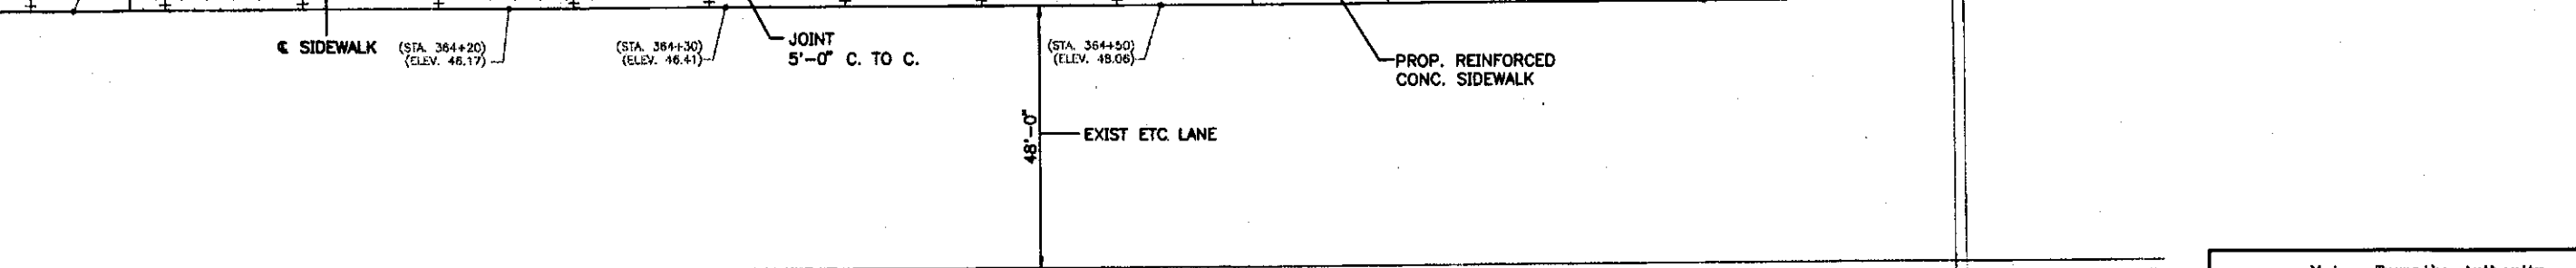 ℄ SIDEWALK
(STA. 364+20)
(ELEV. 46.17)
(STA. 364+30)
(ELEV. 46.41)
JOINT
5'-0" C. TO C.
(STA. 364+50)
(ELEV. 48.06)
PROP. REINFORCED
CONC. SIDEWALK
48'-0"
EXIST ETC. LANE